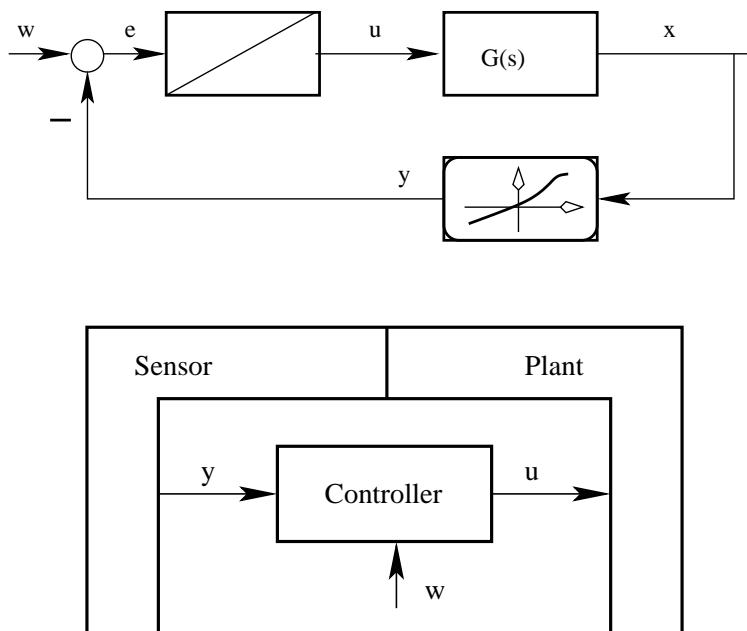 w e u x
G(s)
−
y
Sensor Plant
y u
Controller
w